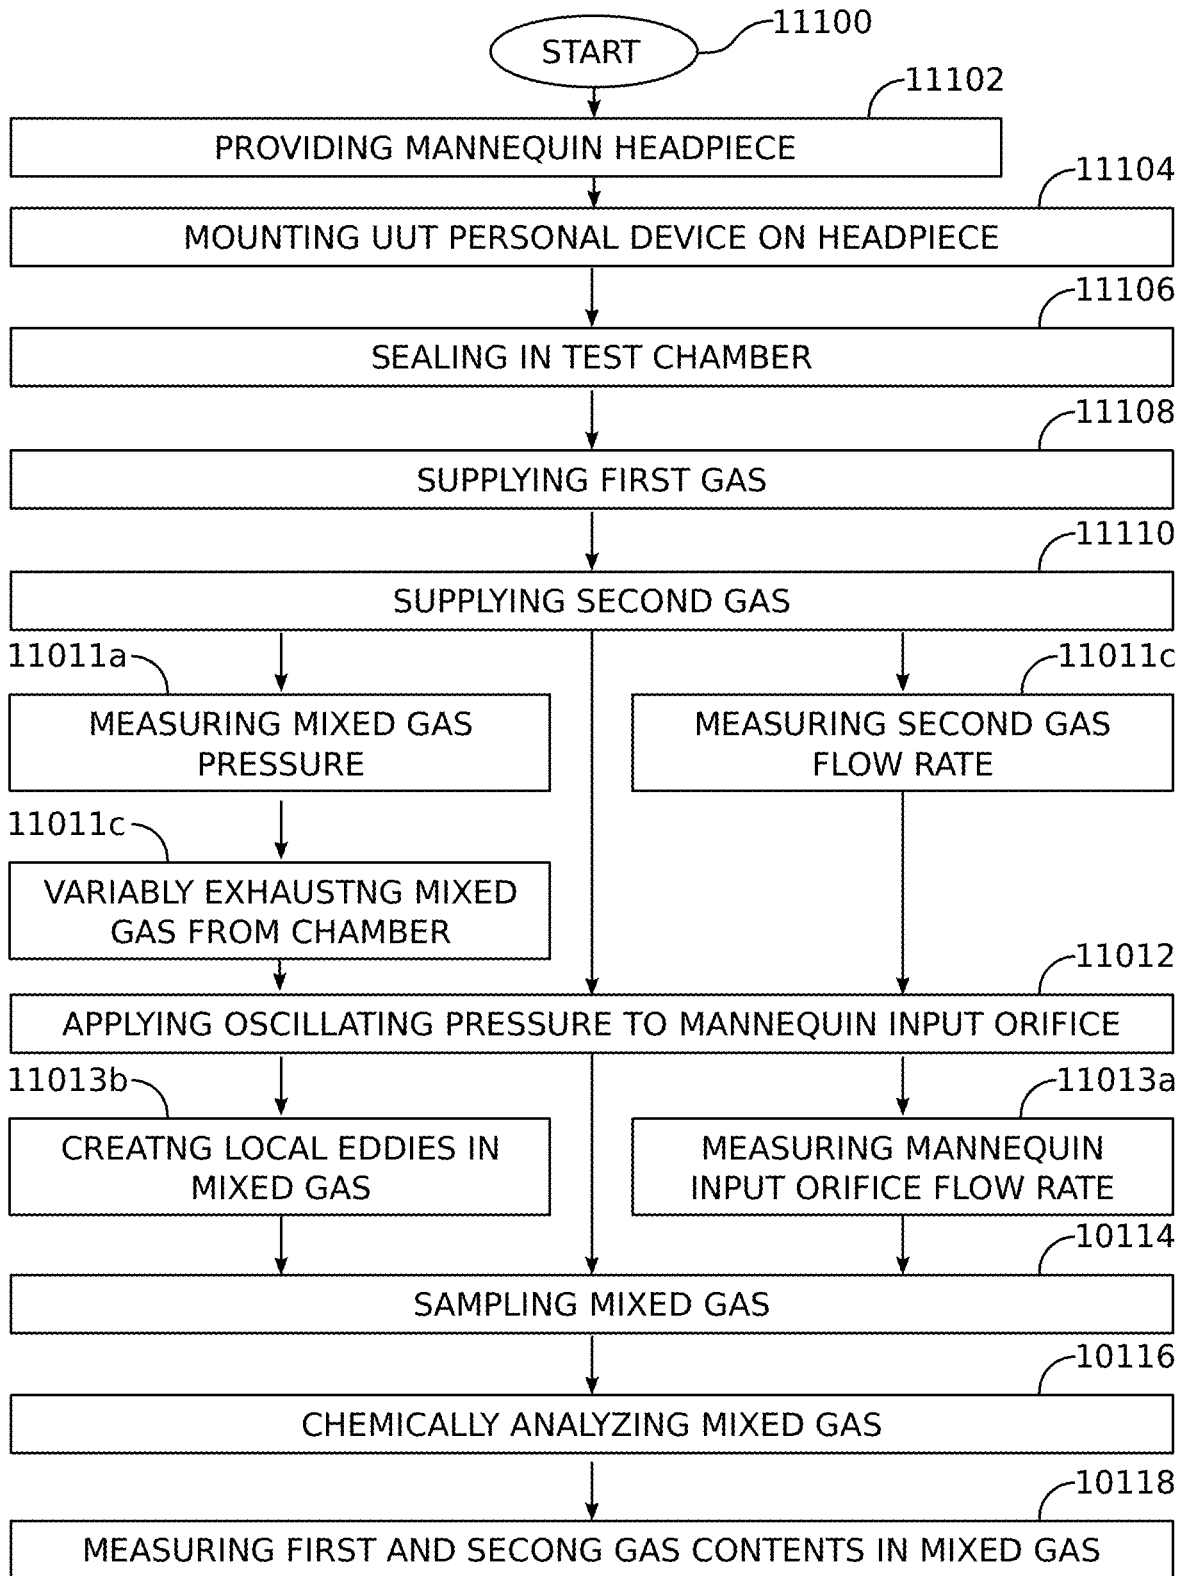 START
11100
11102
PROVIDING MANNEQUIN HEADPIECE
11104
MOUNTING UUT PERSONAL DEVICE ON HEADPIECE
11106
SEALING IN TEST CHAMBER
11108
SUPPLYING FIRST GAS
11110
SUPPLYING SECOND GAS
11011a
MEASURING MIXED GAS
PRESSURE
11011c
MEASURING SECOND GAS
FLOW RATE
11011c
VARIABLY EXHAUSTNG MIXED
GAS FROM CHAMBER
11012
APPLYING OSCILLATING PRESSURE TO MANNEQUIN INPUT ORIFICE
11013b
CREATNG LOCAL EDDIES IN
MIXED GAS
11013a
MEASURING MANNEQUIN
INPUT ORIFICE FLOW RATE
10114
SAMPLING MIXED GAS
10116
CHEMICALLY ANALYZING MIXED GAS
10118
MEASURING FIRST AND SECONG GAS CONTENTS IN MIXED GAS